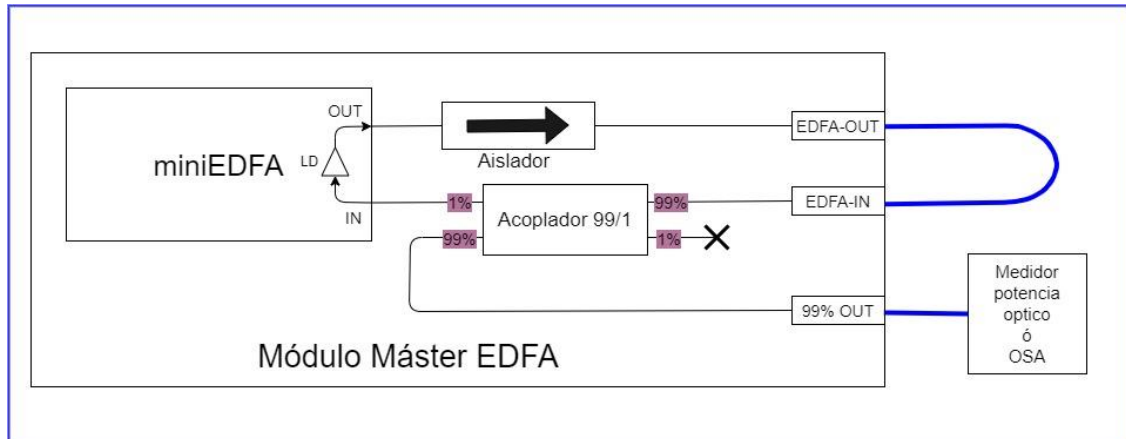 OUT
miniEDFA
LD
IN
Aislador
1%
99%
Acoplador 99/1
99%
1%
EDFA-OUT
EDFA-IN
99% OUT
Medidor
potencia
optico
ó
OSA
Módulo Máster EDFA